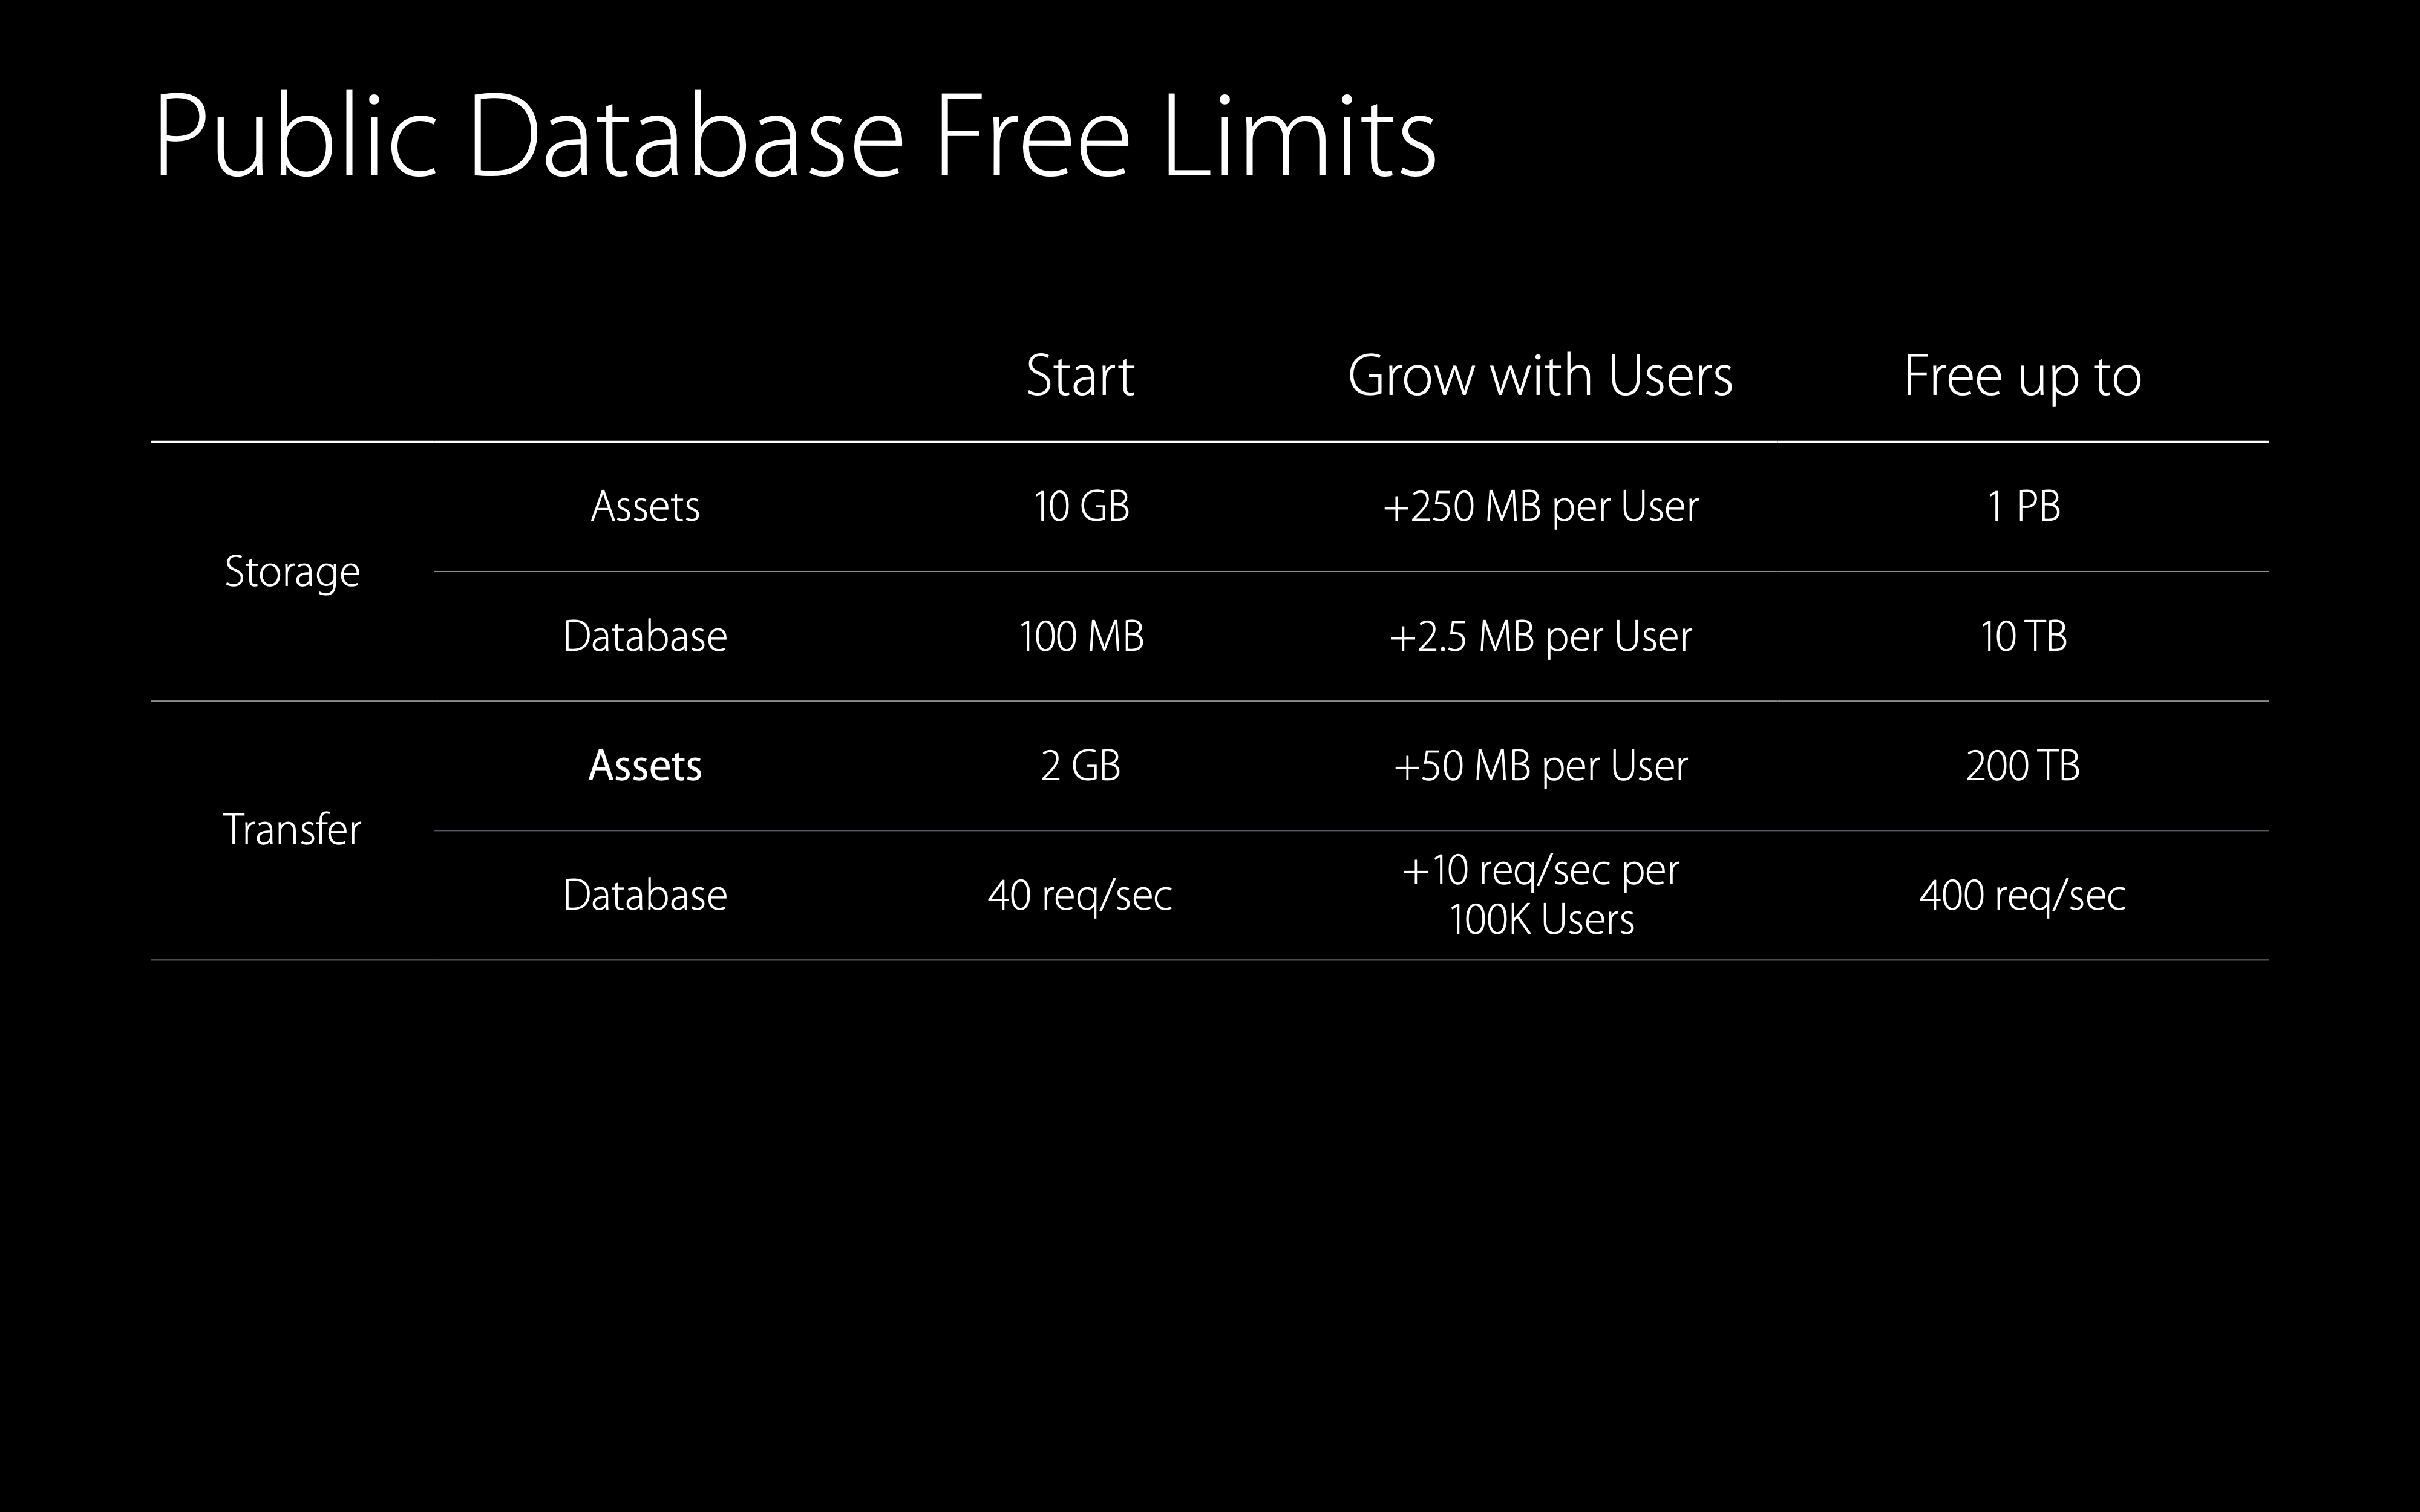 Public Database Free Limits
Start Grow with Users Free up to
Storage
Assets 10 GB +250 MB per User 1 PB
Database 100 MB +2.5 MB per User 10 TB
Transfer
Assets 2 GB +50 MB per User 200 TB
Database 40 req/sec +10 req/sec per 400 req/sec
100K Users